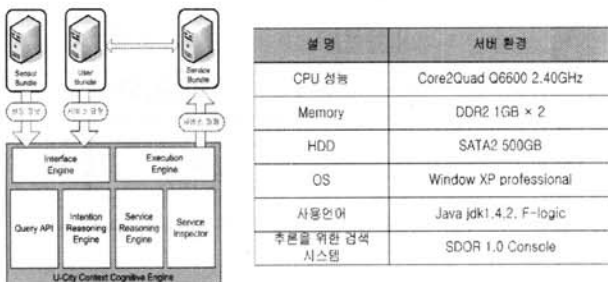 Sensor Bundle
User Bundle
Service Bundle
Interface Engine
Execution Engine
Query API
Intention Reasoning Engine
Service Reasoning Engine
Service Inspector
U-City Context Cognitive Engine
설 명 서버 환경
CPU 성능 Core2Quad Q6600 2.40GHz
Memory DDR2 1GB × 2
HDD SATA2 500GB
OS Window XP professional
사용언어 Java jdk1.4.2, F-logic
추론을 위한 검색 시스템 SDOR 1.0 Console